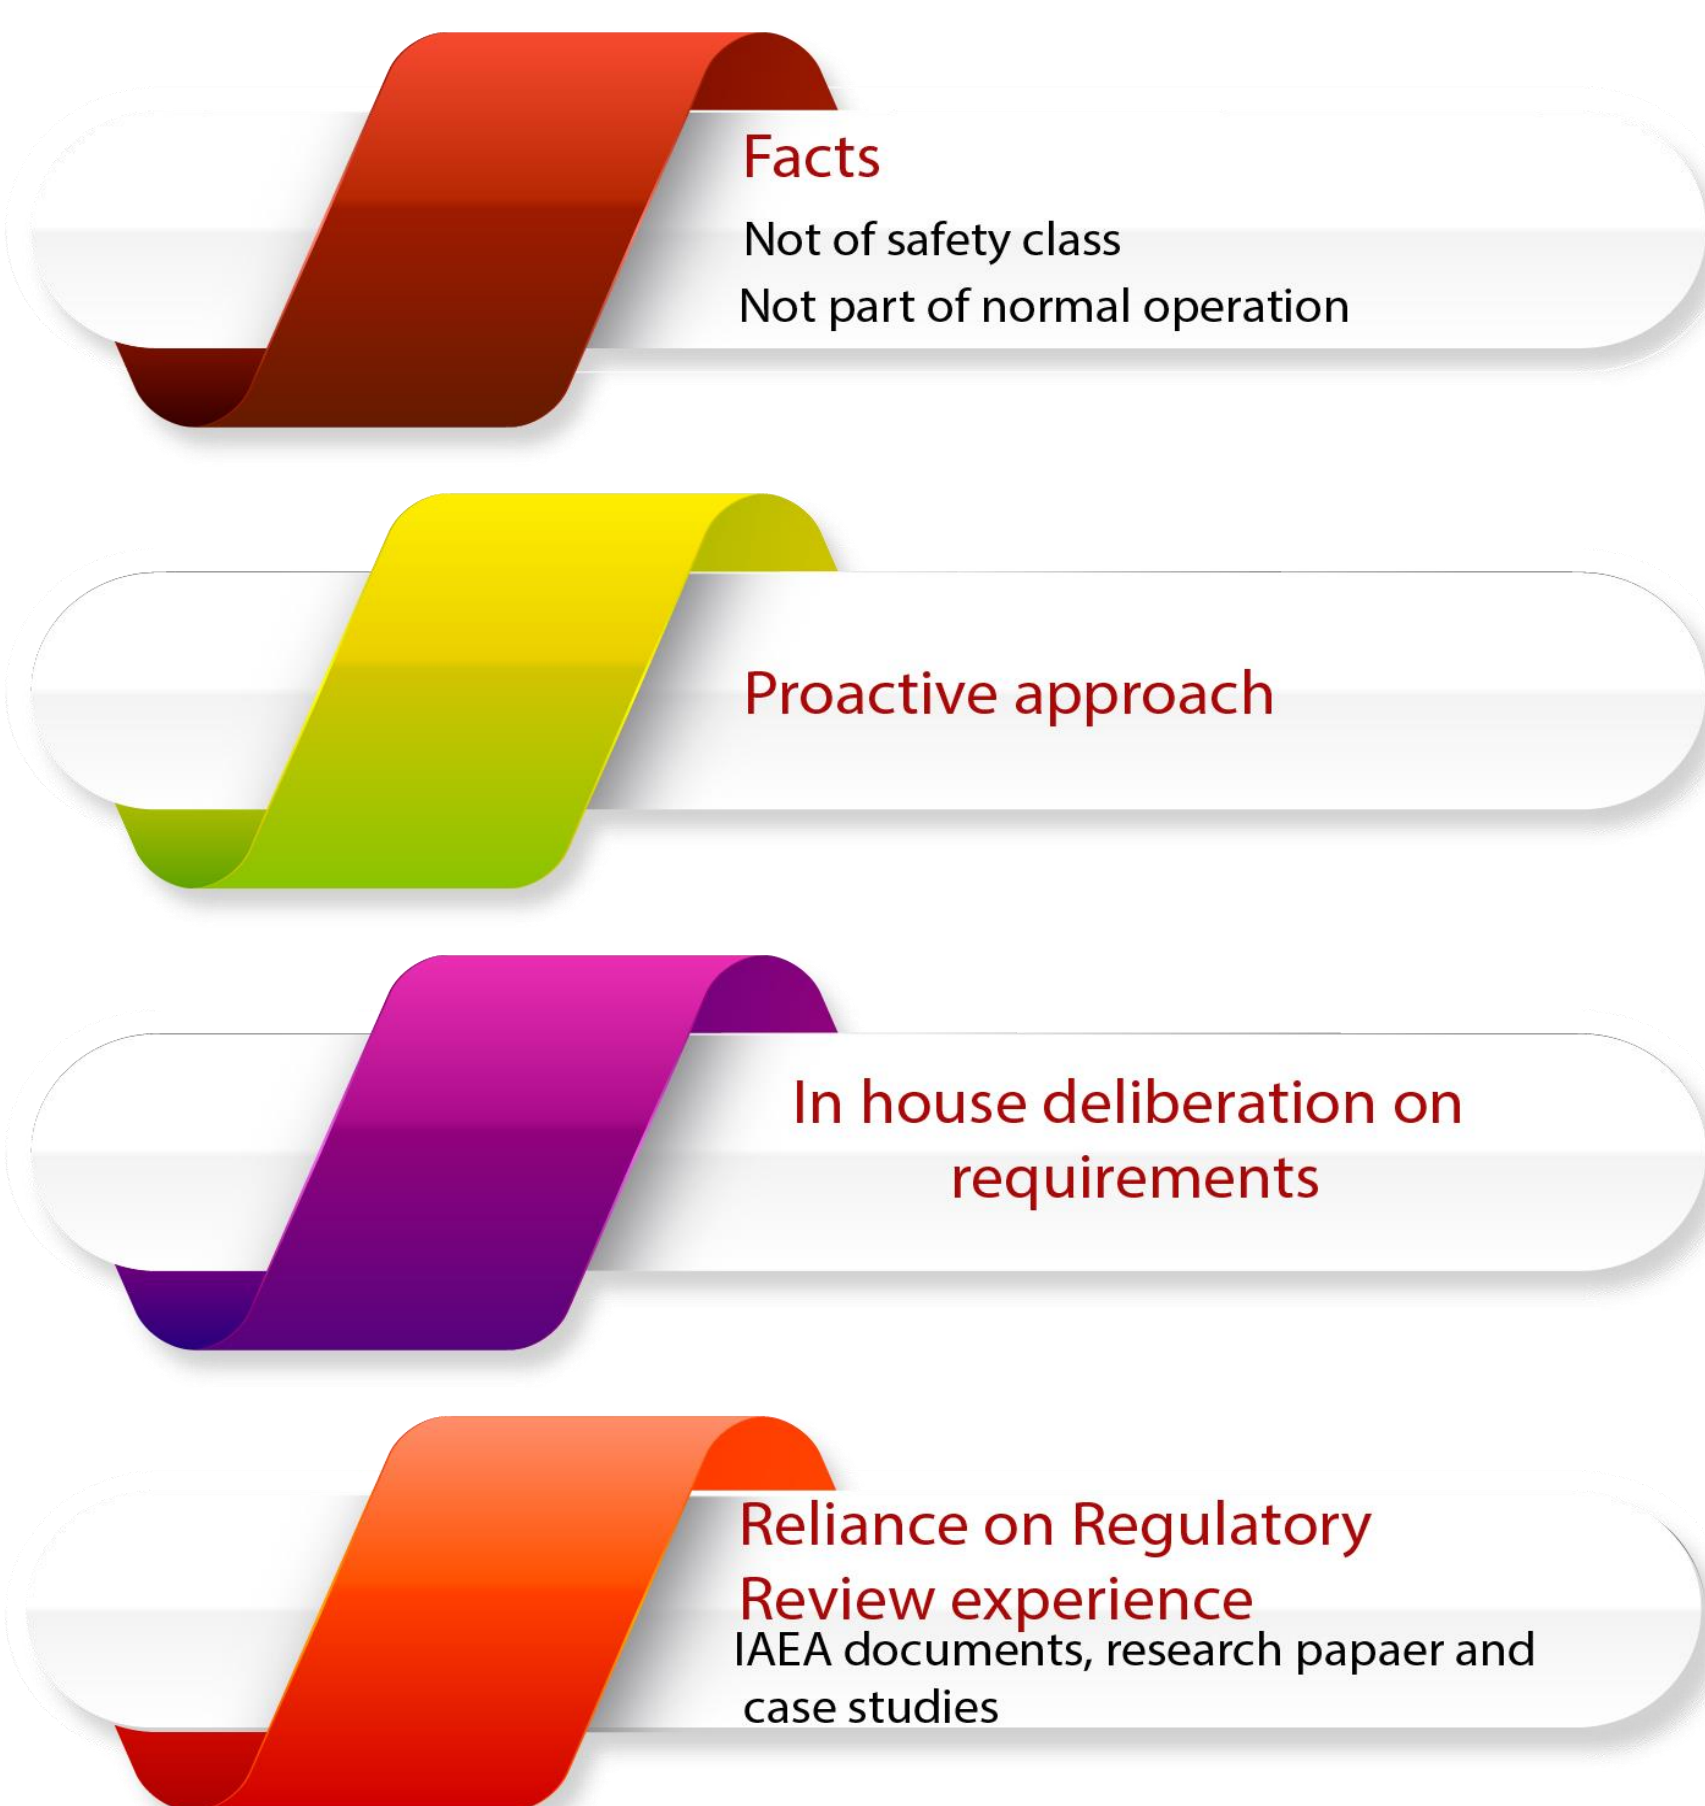 Facts
Not of safety class
Not part of normal operation
Proactive approach
In house deliberation on
requirements
Reliance on Regulatory
Review experience
IAEA documents, research papaer and
case studies